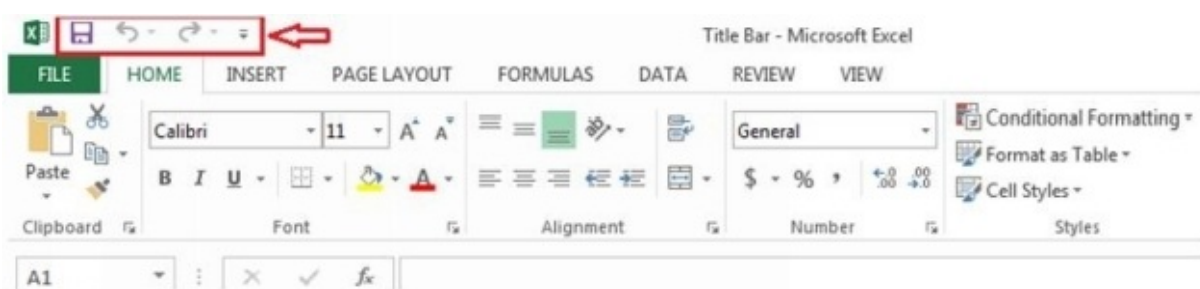 Title Bar - Microsoft Excel
FILE HOME INSERT PAGE LAYOUT FORMULAS DATA REVIEW VIEW
Calibri 11 General Conditional Formatting
Paste Format as Table
B I U A $ % , Cell Styles
Clipboard Font Alignment Number Styles
A1 fx